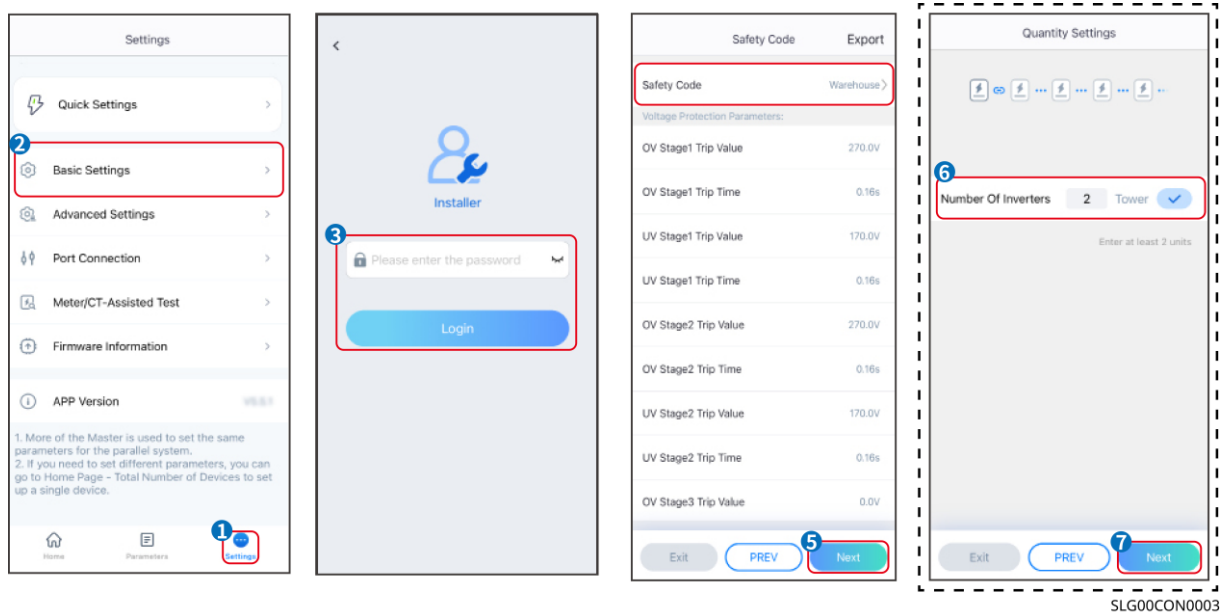 Settings
Quick Settings
2
Basic Settings
Advanced Settings
Port Connection
Meter/CT-Assisted Test
Firmware Information
APP Version
1. More of the Master is used to set the same
parameters for the parallel system.
2. If you need to set different parameters, you can
go to Home Page - Total Number of Devices to set
up a single device.
1
Home
Parameters
Settings
Installer
3
Please enter the password
Login
Safety Code
Export
Safety Code
Warehouse
Voltage Protection Parameters:
OV Stage1 Trip Value 270.0V
OV Stage1 Trip Time 0.16s
UV Stage1 Trip Value 170.0V
UV Stage1 Trip Time 0.16s
OV Stage2 Trip Value 270.0V
OV Stage2 Trip Time 0.16s
UV Stage2 Trip Value 170.0V
UV Stage2 Trip Time 0.16s
OV Stage3 Trip Value 0.0V
5
Exit
PREV
Next
Quantity Settings
6
Number Of Inverters 2 Tower
Enter at least 2 units
7
Exit
PREV
Next
SLG00CON0003